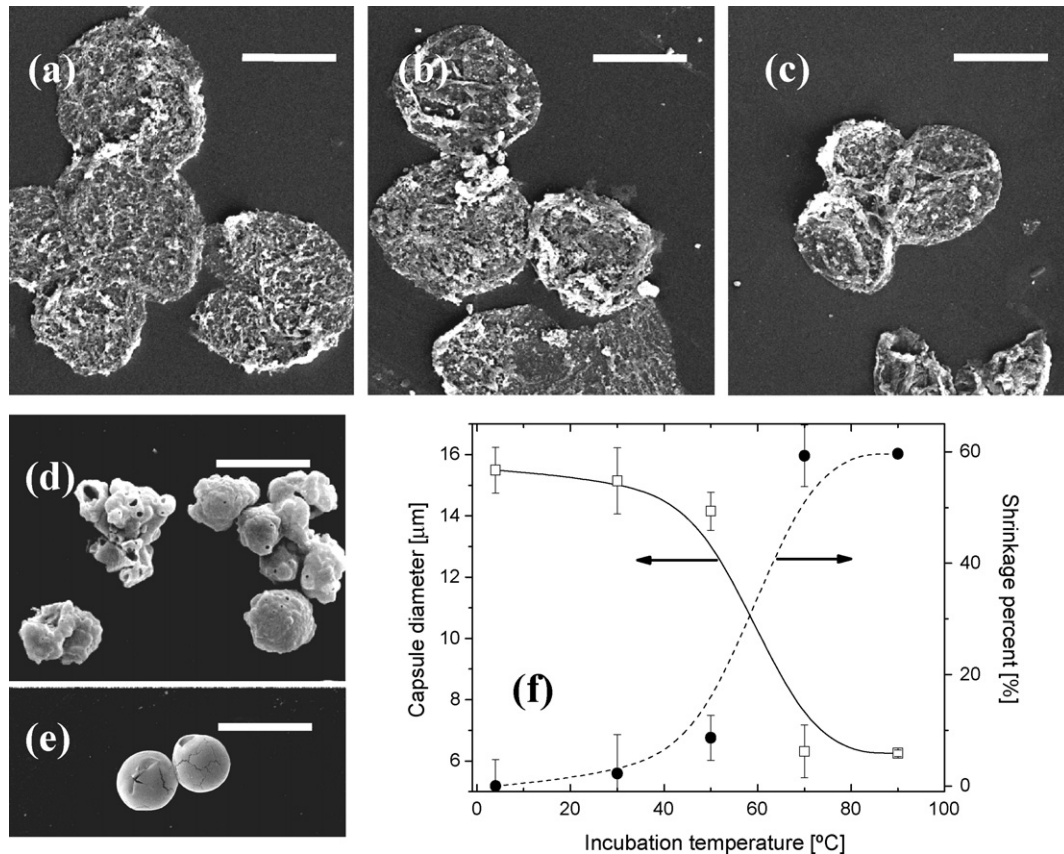 (a)
(b)
(c)
(d)
(e)
(f)
16
14
12
10
8
6
Capsule diameter [μm]
60
40
20
0
Shrinkage percent [%]
0
20
40
60
80
100
Incubation temperature [ºC]